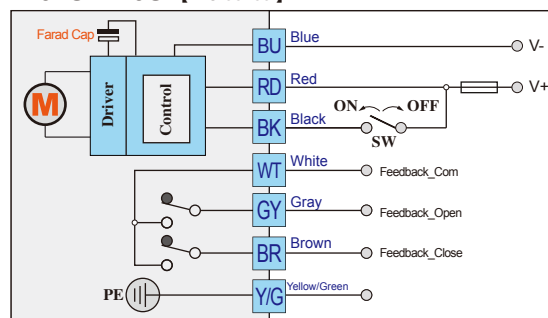 Farad Cap
M
Driver
Control
BU Blue V-
RD Red V+
ON OFF
BK Black
SW
WT White Feedback_Com
GY Gray Feedback_Open
BR Brown Feedback_Close
PE Y/G Yellow/Green